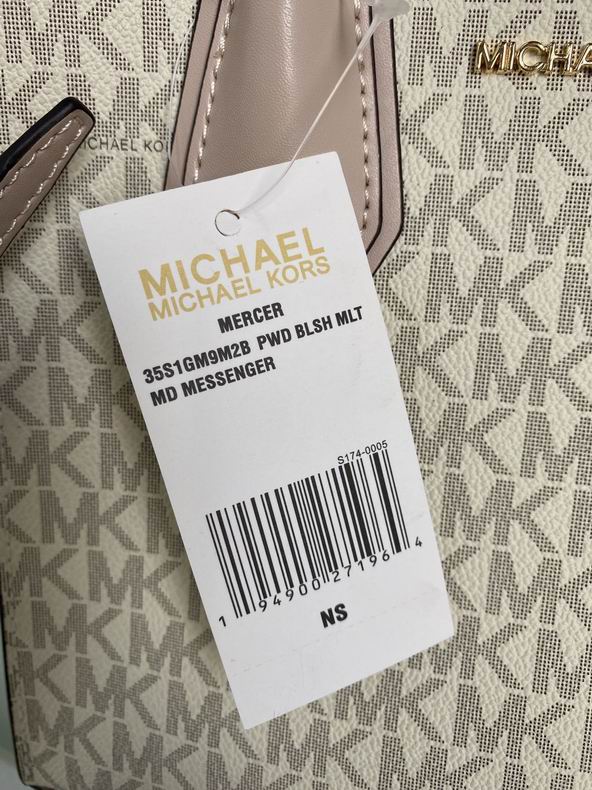 MICHA
MICHAEL KO
MICHAEL
MICHAEL KORS
MERCER
35S1GM9M2B PWD BLSH MLT
MD MESSENGER
S174-0005
1 94900 27196 4
NS